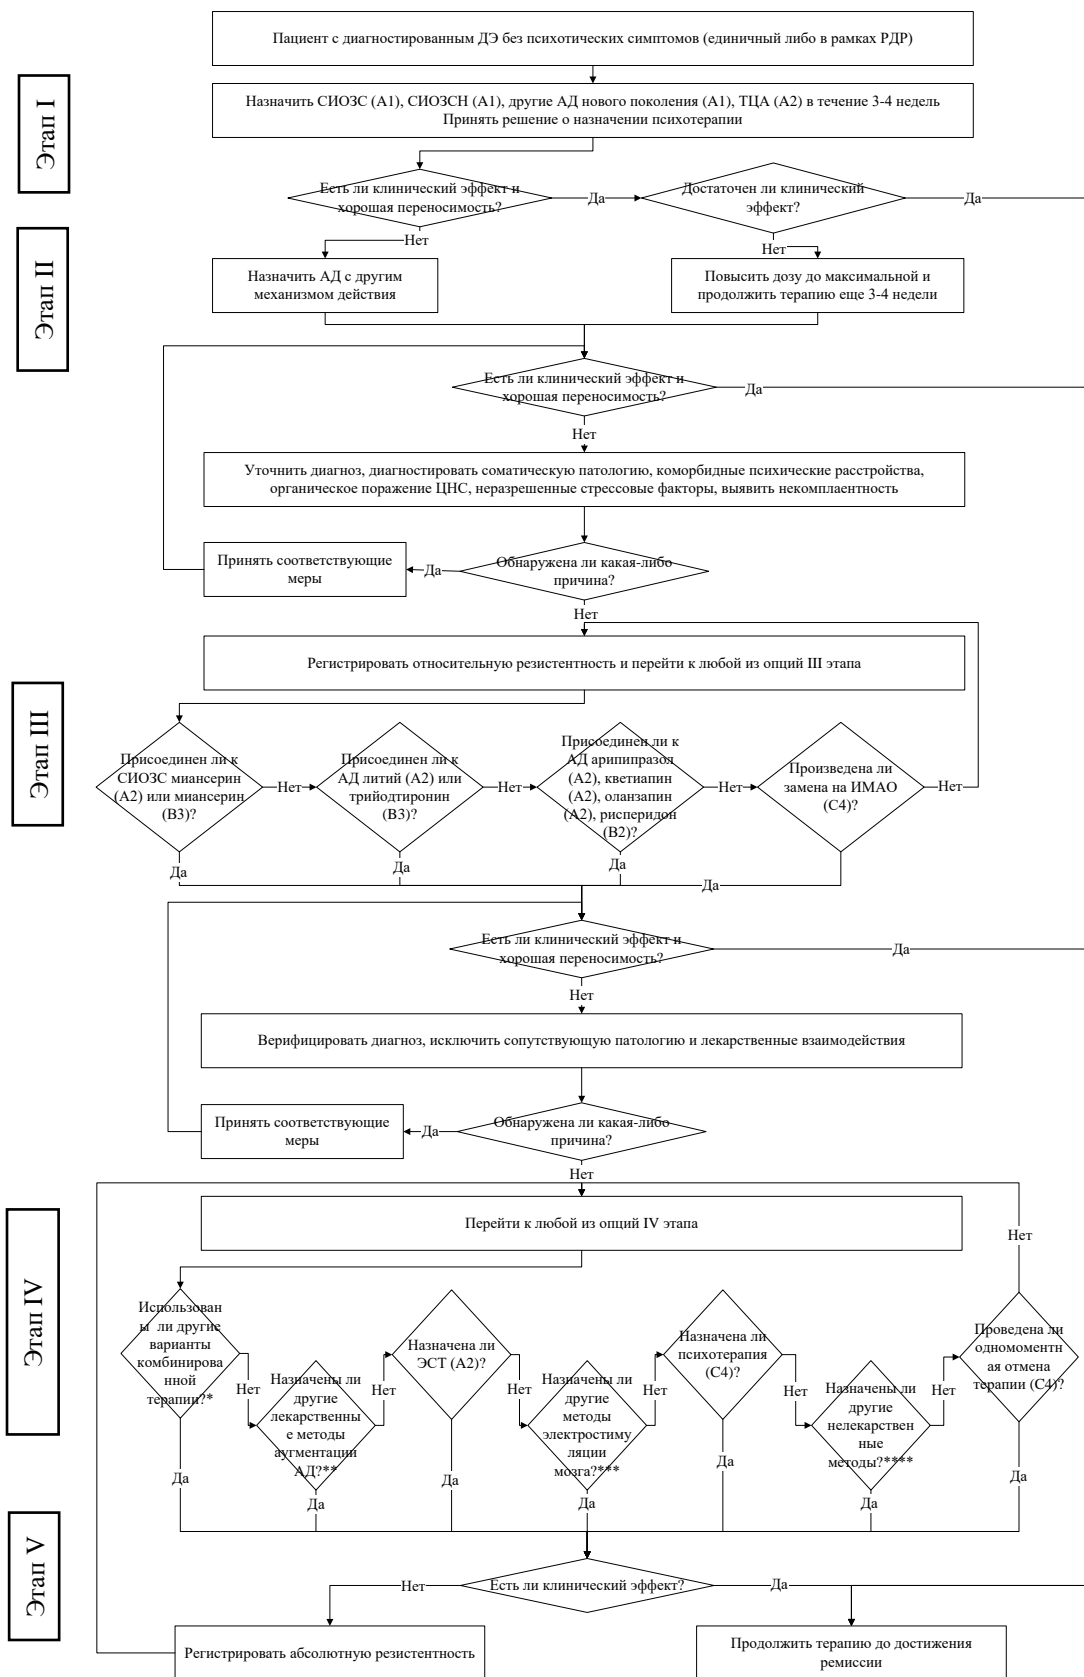 Пациент с диагностированным ДЭ без психотических симптомов (единичный либо в рамках РДР)
Этап I
Назначить СИОЗС (А1), СИОЗСН (А1), другие АД нового поколения (А1), ТЦА (А2) в течение 3-4 недель
Принять решение о назначении психотерапии
Есть ли клинический эффект и
хорошая переносимость?
Да
Достаточен ли клинический
эффект?
Да
Нет
Нет
Этап II
Назначить АД с другим
механизмом действия
Повысить дозу до максимальной и
продолжить терапию еще 3-4 недели
Есть ли клинический эффект и
хорошая переносимость?
Да
Нет
Уточнить диагноз, диагностировать соматическую патологию, коморбидные психические расстройства,
органическое поражение ЦНС, неразрешенные стрессовые факторы, выявить некомплаентность
Принять соответствующие
меры
Да
Обнаружена ли какая-либо
причина?
Нет
Регистрировать относительную резистентность и перейти к любой из опций III этапа
Этап III
Присоединен ли к
СИОЗС миансерин
(А2) или миансерин
(В3)?
Нет
Присоединен ли к
АД литий (А2) или
трийодтиронин
(В3)?
Нет
Присоединен ли к
АД арипипразол
(А2), кветиапин
(А2), оланзапин
(А2), рисперидон
(В2)?
Нет
Произведена ли
замена на ИМАО
(С4)?
Нет
Да
Да
Да
Да
Есть ли клинический эффект и
хорошая переносимость?
Да
Нет
Верифицировать диагноз, исключить сопутствующую патологию и лекарственные взаимодействия
Принять соответствующие
меры
Да
Обнаружена ли какая-либо
причина?
Нет
Перейти к любой из опций IV этапа
Нет
Этап IV
Использован
ы ли другие
варианты
комбинирова
нной
терапии?*
Нет
Назначены ли
другие
лекарственны
е методы
аугментации
АД?**
Нет
Назначена ли
ЭСТ (А2)?
Нет
Назначены ли
другие
методы
электростиму
ляции
мозга?***
Нет
Назначена ли
психотерапия
(С4)?
Нет
Назначены ли
другие
нелекарствен
ные
методы?****
Нет
Проведена ли
одномоментн
ая отмена
терапии (С4)?
Да
Да
Да
Да
Да
Да
Да
Этап V
Есть ли клинический эффект?
Нет
Да
Регистрировать абсолютную резистентность
Продолжить терапию до достижения
ремиссии